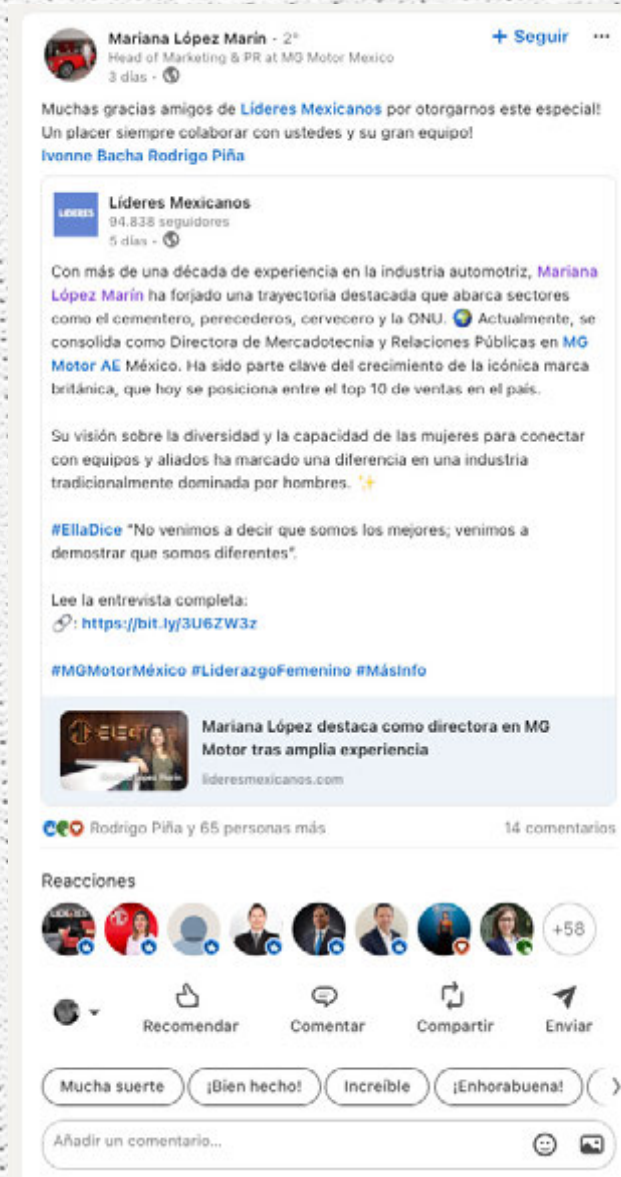 Mariana López Marín - 2°
+ Seguir ...
Head of Marketing & PR at MG Motor Mexico
3 días -
Muchas gracias amigos de Líderes Mexicanos por otorgarnos este especial!
Un placer siempre colaborar con ustedes y su gran equipo!
Ivonne Bacha Rodrigo Piña
LÍDERES
Líderes Mexicanos
94.838 seguidores
5 días -
Con más de una década de experiencia en la industria automotriz, Mariana
López Marín ha forjado una trayectoria destacada que abarca sectores
como el cementero, perecederos, cervecero y la ONU. 🌍 Actualmente, se
consolida como Directora de Mercadotecnia y Relaciones Públicas en MG
Motor AE México. Ha sido parte clave del crecimiento de la icónica marca
británica, que hoy se posiciona entre el top 10 de ventas en el país.
Su visión sobre la diversidad y la capacidad de las mujeres para conectar
con equipos y aliados ha marcado una diferencia en una industria
tradicionalmente dominada por hombres. ✨
#EllaDice "No venimos a decir que somos los mejores; venimos a
demostrar que somos diferentes".
Lee la entrevista completa:
🔗: https://bit.ly/3U6ZW3z
#MGMotorMéxico #LiderazgoFemenino #MásInfo
Mariana López destaca como directora en MG
Motor tras amplia experiencia
lideresmexicanos.com
Rodrigo Piña y 65 personas más
14 comentarios
Reacciones
+58
Recomendar
Comentar
Compartir
Enviar
Mucha suerte
¡Bien hecho!
Increíble
¡Enhorabuena!
Añadir un comentario...